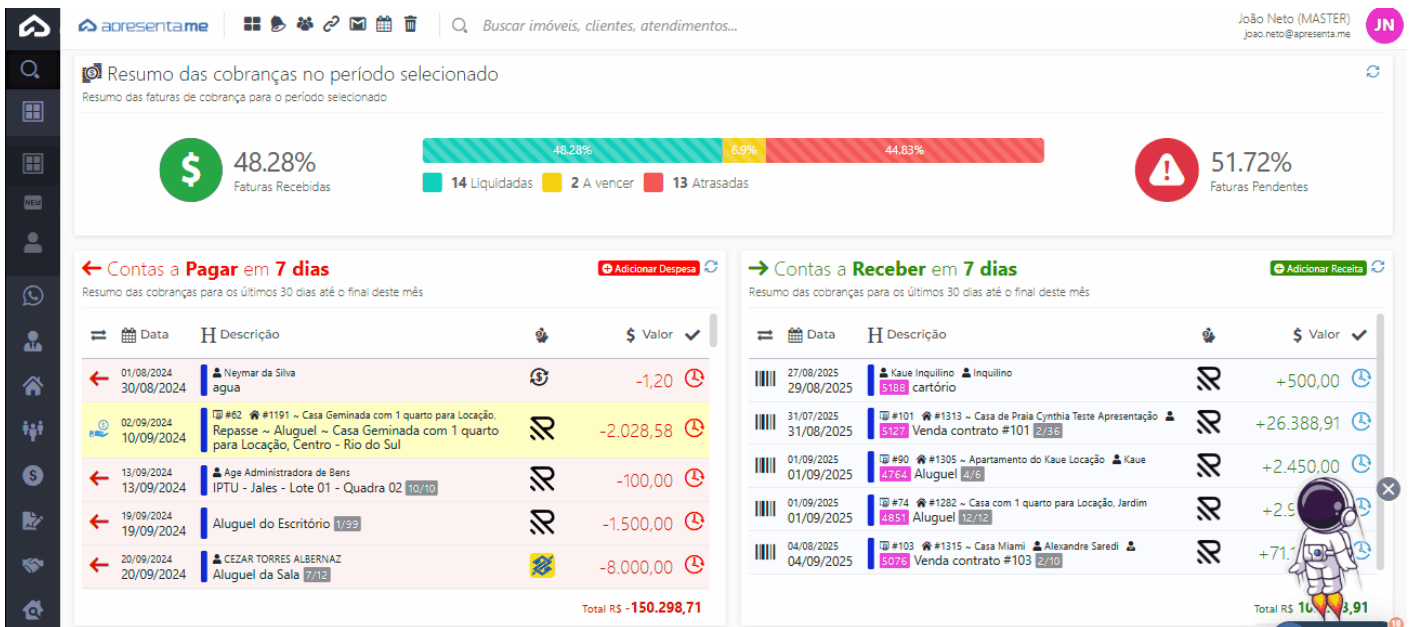 apresenta.me
Buscar imóveis, clientes, atendimentos...
João Neto (MASTER)
joao.neto@apresenta.me
JN
NEW
Resumo das cobranças no período selecionado
Resumo das faturas de cobrança para o período selecionado
48.28%
Faturas Recebidas
48.28% 6.9% 44.83%
14 Liquidadas 2 A vencer 13 Atrasadas
51.72%
Faturas Pendentes
Contas a Pagar em 7 dias
Adicionar Despesa
Resumo das cobranças para os últimos 30 dias até o final deste mês
Data Descrição $ Valor
01/08/2024 Neymar da Silva
30/08/2024 agua -1,20
02/09/2024 #62 #1191 ~ Casa Geminada com 1 quarto para Locação,
10/09/2024 Repasse ~ Aluguel ~ Casa Geminada com 1 quarto -2.028,58
para Locação, Centro - Rio do Sul
13/09/2024 Age Administradora de Bens
13/09/2024 IPTU - Jales - Lote 01 - Quadra 02 10/10 -100,00
19/09/2024
19/09/2024 Aluguel do Escritório 1/99 -1.500,00
20/09/2024 CEZAR TORRES ALBERNAZ
20/09/2024 Aluguel da Sala 7/12 -8.000,00
Total R$ -150.298,71
Contas a Receber em 7 dias
Adicionar Receita
Resumo das cobranças para os últimos 30 dias até o final deste mês
Data Descrição $ Valor
27/08/2025 Kaue Inquilino Inquilino
29/08/2025 5188 cartório +500,00
31/07/2025 #101 #1313 ~ Casa de Praia Cynthia Teste Apresentação
31/08/2025 5127 Venda contrato #101 2/36 +26.388,91
01/09/2025 #90 #1305 ~ Apartamento do Kaue Locação Kaue
01/09/2025 4764 Aluguel 4/6 +2.450,00
01/09/2025 #74 #1282 ~ Casa com 1 quarto para Locação, Jardim
01/09/2025 4851 Aluguel 12/12
04/08/2025 #103 #1315 ~ Casa Miami Alexandre Saredi
04/09/2025 5076 Venda contrato #103 2/10
Total R$